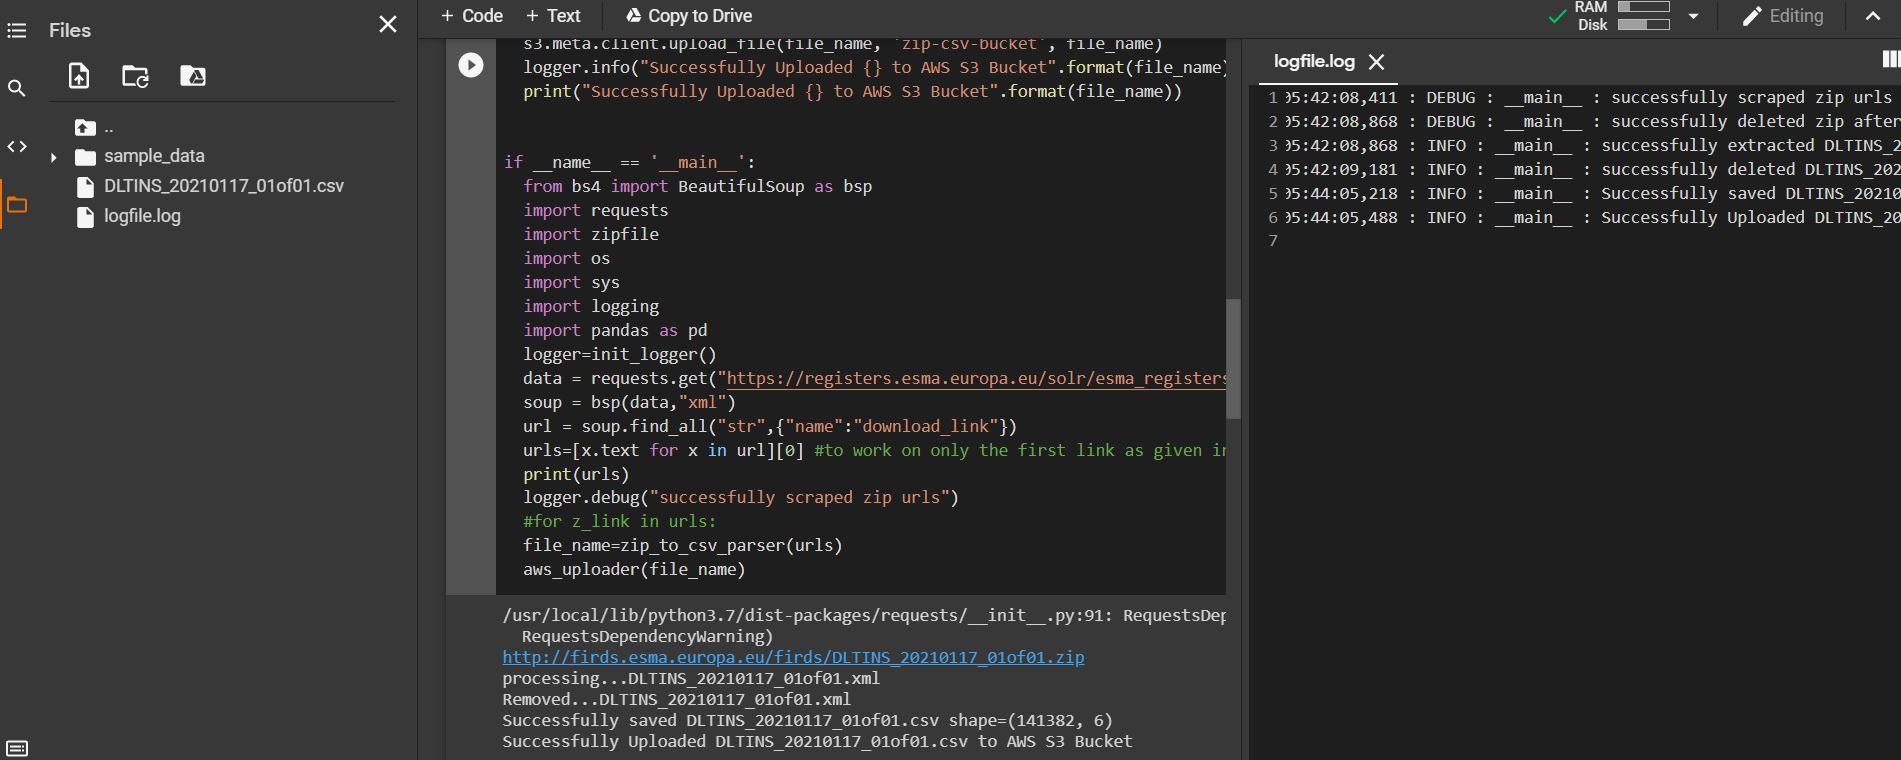 Files
..
sample_data
DLTINS_20210117_01of01.csv
logfile.log
+ Code + Text Copy to Drive
RAM
Disk
Editing
s3.meta.client.upload_file(file_name, 'zip-csv-bucket', file_name)
logger.info("Successfully Uploaded {} to AWS S3 Bucket".format(file_name)
print("Successfully Uploaded {} to AWS S3 Bucket".format(file_name))
if __name__ == '__main__':
from bs4 import BeautifulSoup as bsp
import requests
import zipfile
import os
import sys
import logging
import pandas as pd
logger=init_logger()
data = requests.get("https://registers.esma.europa.eu/solr/esma_registers
soup = bsp(data,"xml")
url = soup.find_all("str",{"name":"download_link"})
urls=[x.text for x in url][0] #to work on only the first link as given in
print(urls)
logger.debug("successfully scraped zip urls")
#for z_link in urls:
file_name=zip_to_csv_parser(urls)
aws_uploader(file_name)
/usr/local/lib/python3.7/dist-packages/requests/__init__.py:91: RequestsDep
RequestsDependencyWarning)
http://firds.esma.europa.eu/firds/DLTINS_20210117_01of01.zip
processing...DLTINS_20210117_01of01.xml
Removed...DLTINS_20210117_01of01.xml
Successfully saved DLTINS_20210117_01of01.csv shape=(141382, 6)
Successfully Uploaded DLTINS_20210117_01of01.csv to AWS S3 Bucket
logfile.log
1 05:42:08,411 : DEBUG : __main__ : successfully scraped zip urls
2 05:42:08,868 : DEBUG : __main__ : successfully deleted zip after
3 05:42:08,868 : INFO : __main__ : successfully extracted DLTINS_2
4 05:42:09,181 : INFO : __main__ : successfully deleted DLTINS_202
5 05:44:05,218 : INFO : __main__ : Successfully saved DLTINS_20210
6 05:44:05,488 : INFO : __main__ : Successfully Uploaded DLTINS_20
7